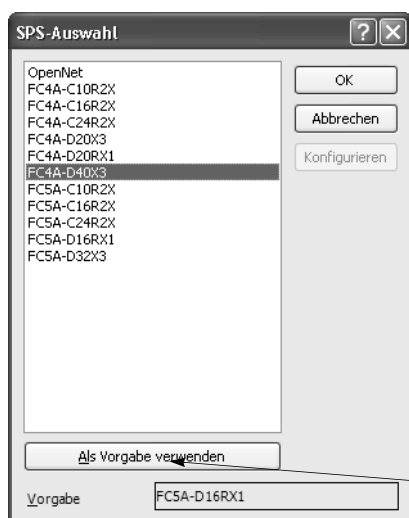 SPS-Auswahl
OpenNet
FC4A-C10R2X
FC4A-C16R2X
FC4A-C24R2X
FC4A-D20X3
FC4A-D20RX1
FC4A-D40X3
FC5A-C10R2X
FC5A-C16R2X
FC5A-C24R2X
FC5A-D16RX1
FC5A-D32X3
OK
Abbrechen
Konfigurieren
Als Vorgabe verwenden
Vorgabe FC5A-D16RX1